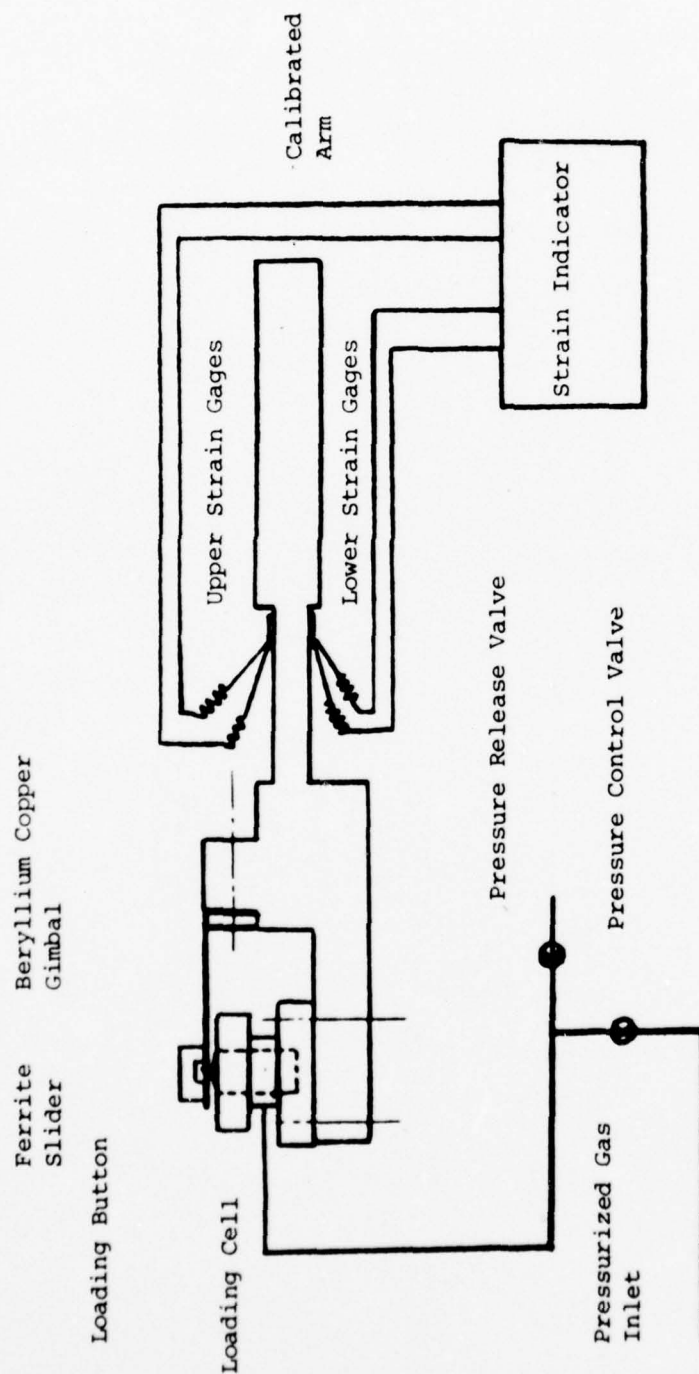 Ferrite
Slider
Beryllium Copper
Gimbal
Loading Button
Loading Cell
Upper Strain Gages
Calibrated
Arm
Lower Strain Gages
Strain Indicator
Pressure Release Valve
Pressure Control Valve
Pressurized Gas
Inlet